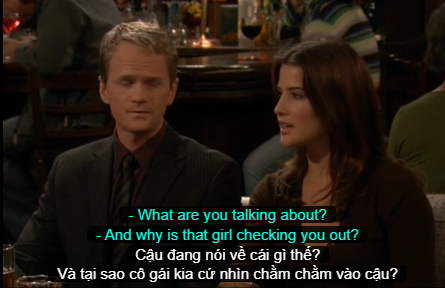 - What are you talking about?
- And why is that girl checking you out?
Cậu đang nói về cái gì thế?
Và tại sao cô gái kia cứ nhìn chằm chằm vào cậu?